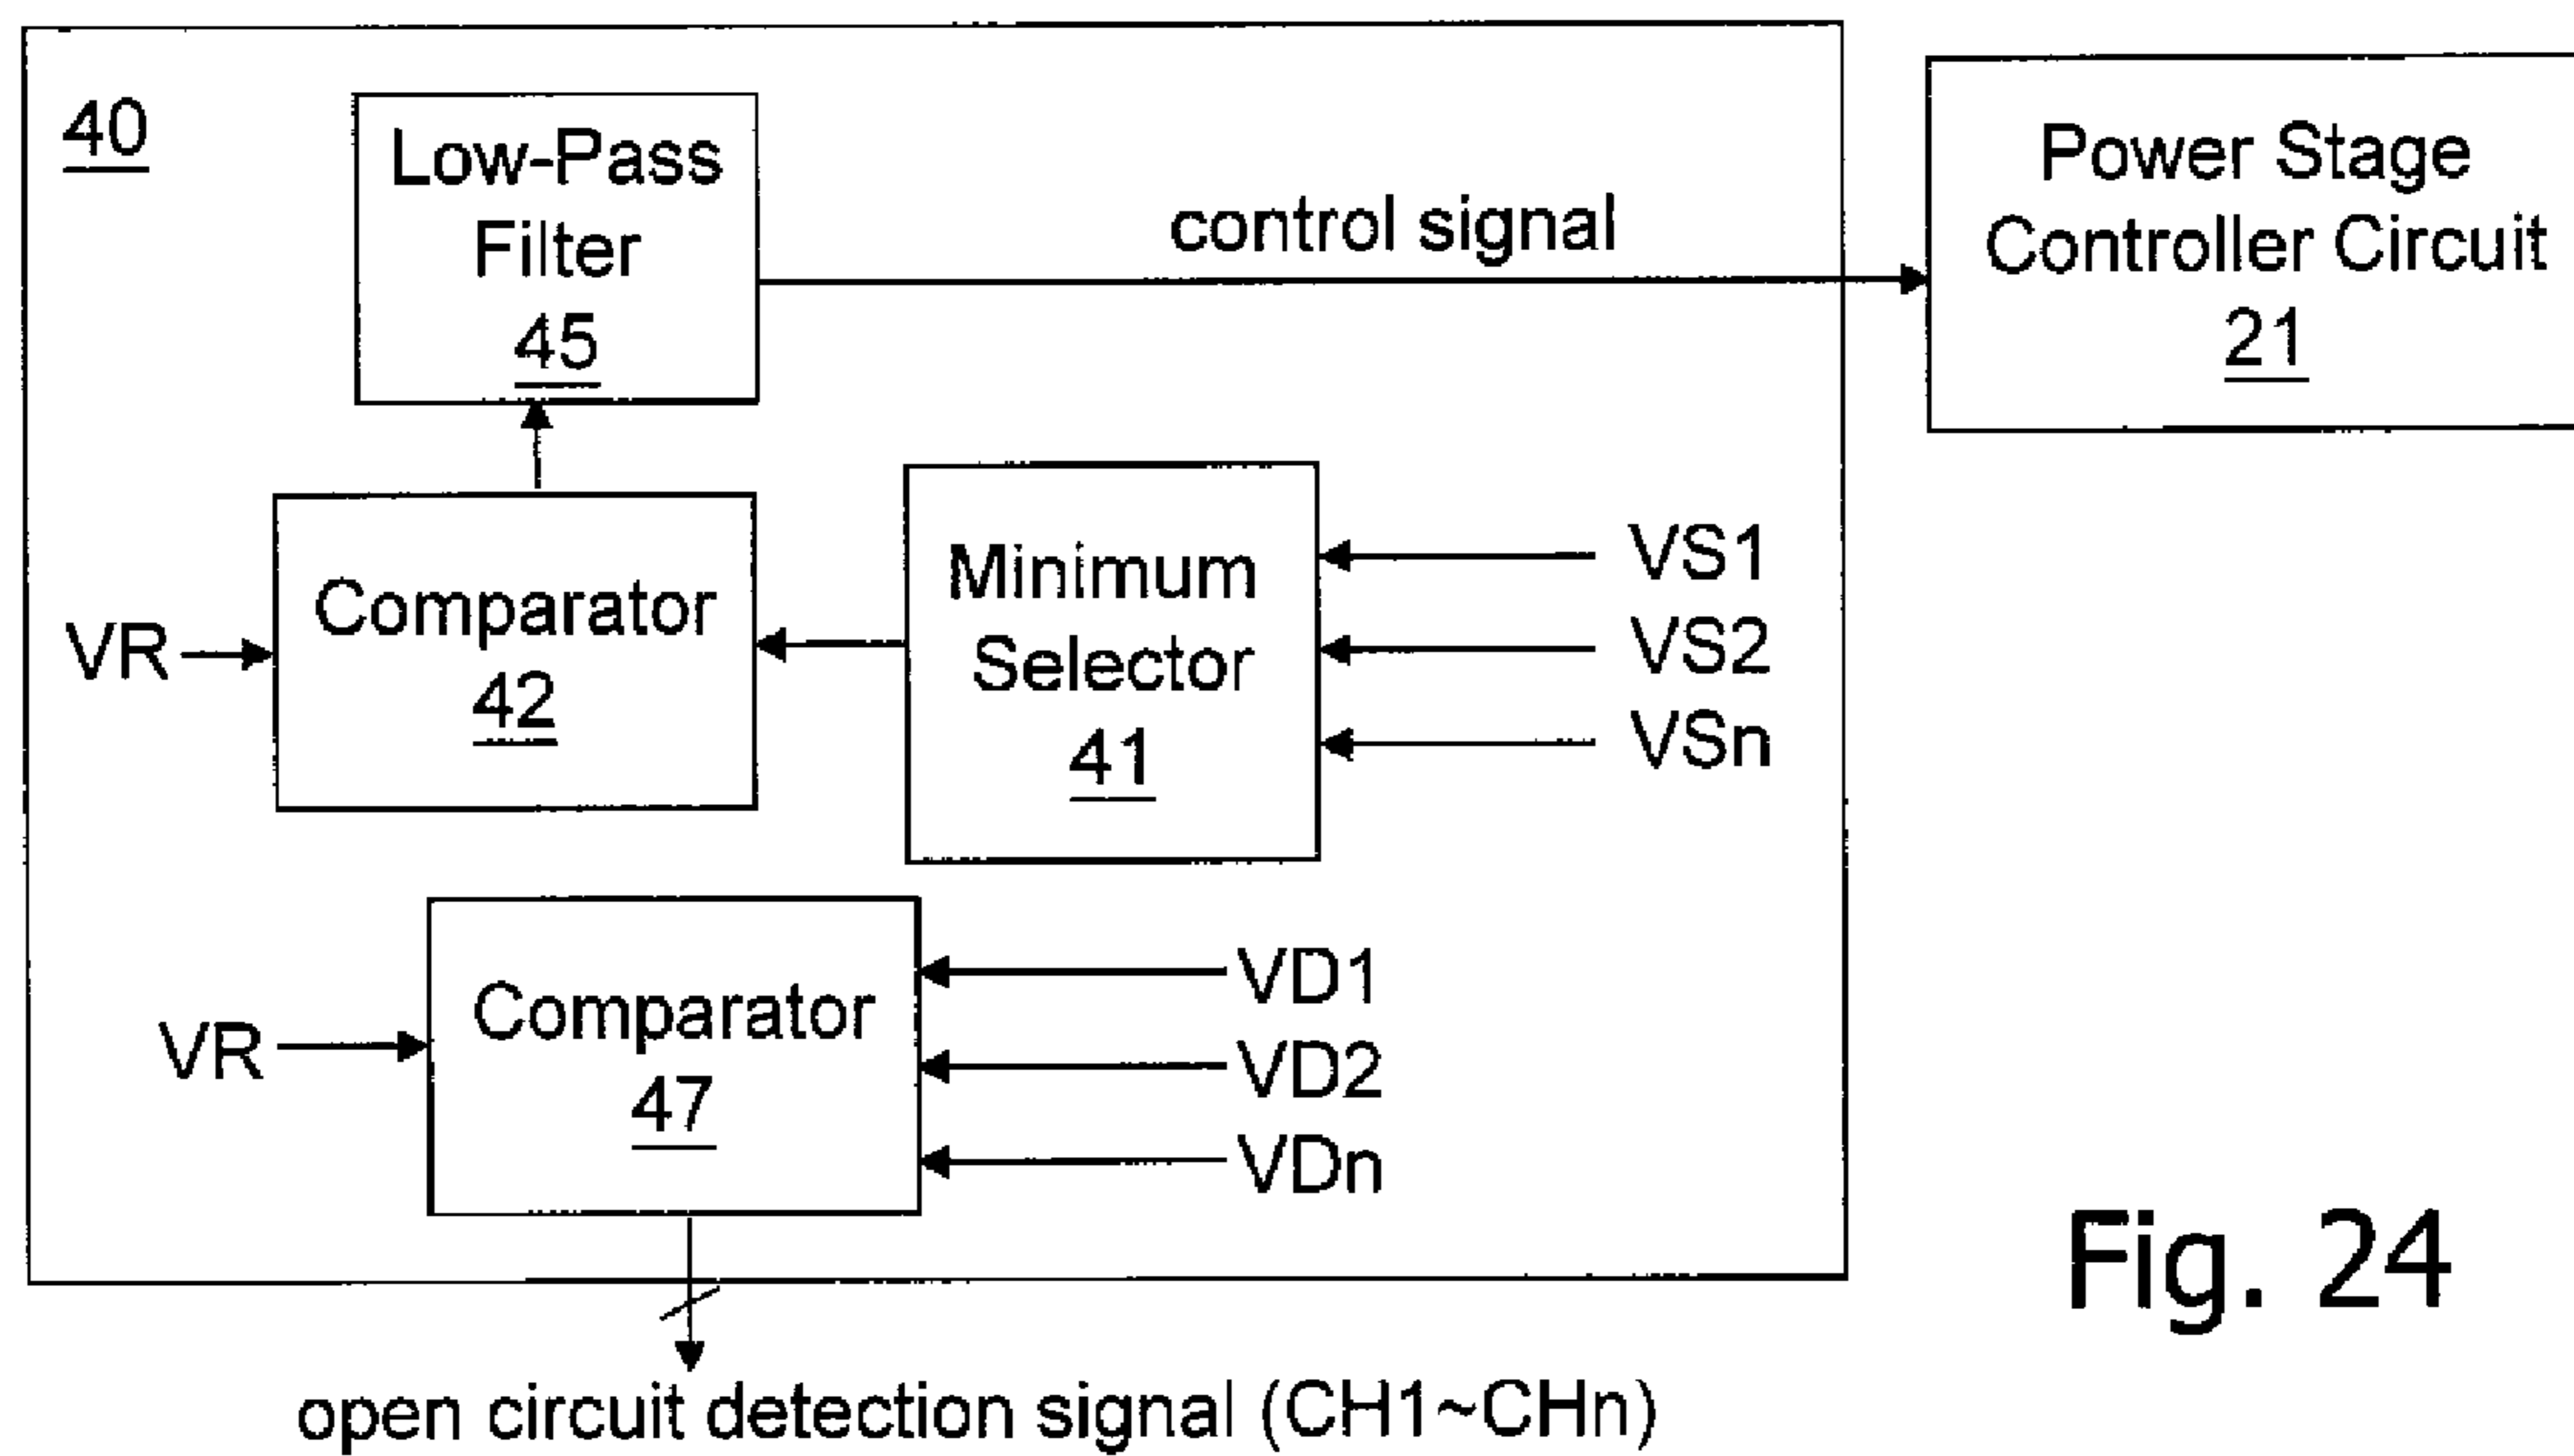 40
Low-Pass
Filter
45
control signal
Power Stage
Controller Circuit
21
VR
Comparator
42
Minimum
Selector
41
VS1
VS2
VSn
VR
Comparator
47
VD1
VD2
VDn
open circuit detection signal (CH1~CHn)
Fig. 24